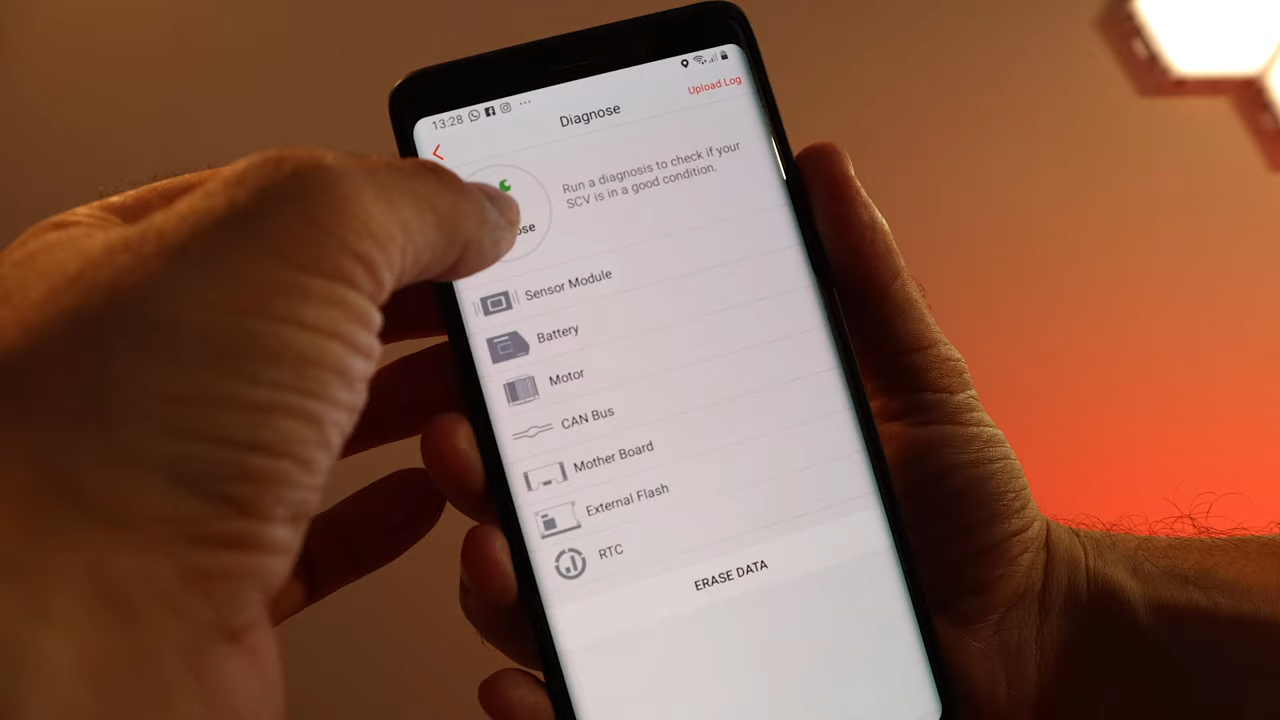 13:28
Upload Log
Diagnose
Run a diagnosis to check if your
SCV is in a good condition.
ose
Sensor Module
Battery
Motor
CAN Bus
Mother Board
External Flash
RTC
ERASE DATA